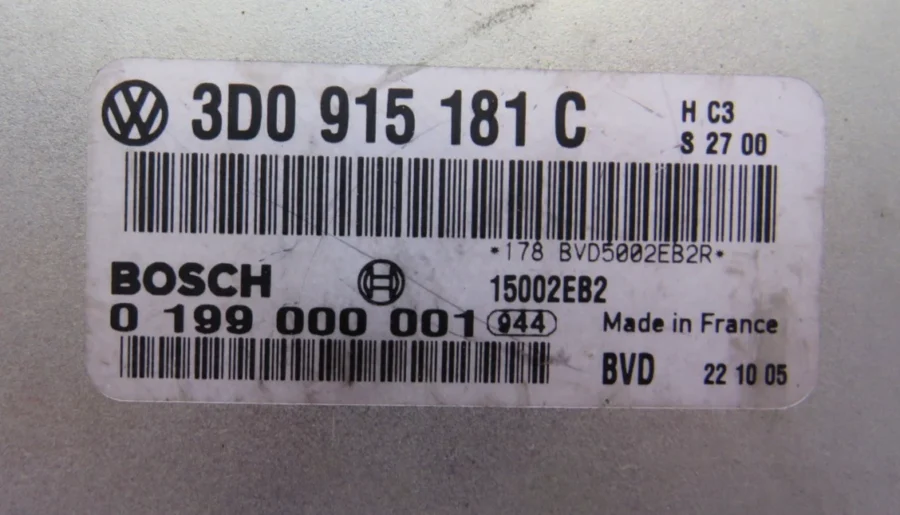 3D0 915 181 C
H C3
S 27 00
*178 BVD5002EB2R*
BOSCH
15002EB2
0 199 000 001 944
Made in France
BVD 22 10 05